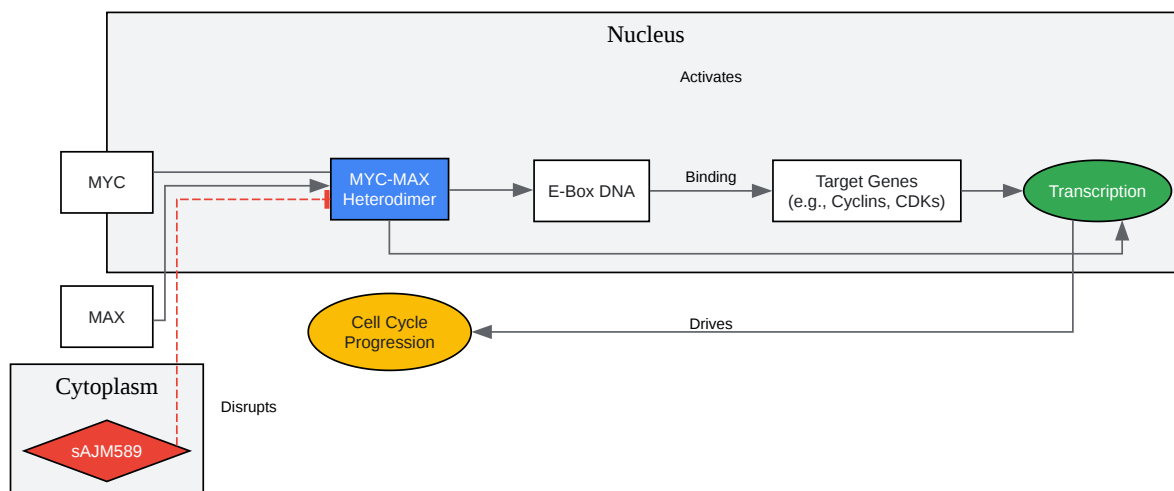 Nucleus
Activates
MYC
MYC-MAX
Heterodimer
E-Box DNA
Binding
Target Genes
(e.g., Cyclins, CDKs)
Transcription
MAX
Cell Cycle
Progression
Drives
Cytoplasm
Disrupts
sAJM589